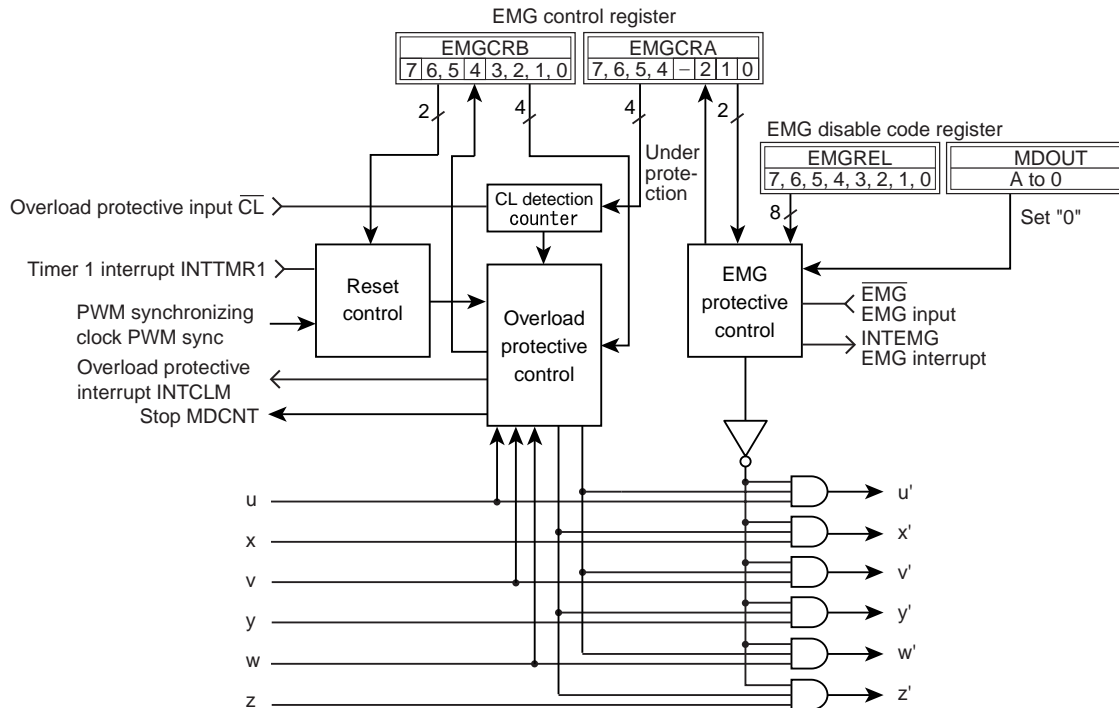 EMG control register
EMGCRB
7 6, 5 4 3, 2, 1, 0
EMGCRA
7, 6, 5, 4 – 2 1 0
2
4
4
2
Under
prote-
ction
EMG disable code register
EMGREL
7, 6, 5, 4, 3, 2, 1, 0
MDOUT
A to 0
8
Set "0"
Overload protective input C̅L̅
CL detection
counter
Timer 1 interrupt INTTMR1
Reset
control
PWM synchronizing
clock PWM sync
Overload
protective
control
EMG
protective
control
E̅M̅G̅
EMG input
INTEMG
EMG interrupt
Overload protective
interrupt INTCLM
Stop MDCNT
u
u'
x
x'
v
v'
y
y'
w
w'
z
z'